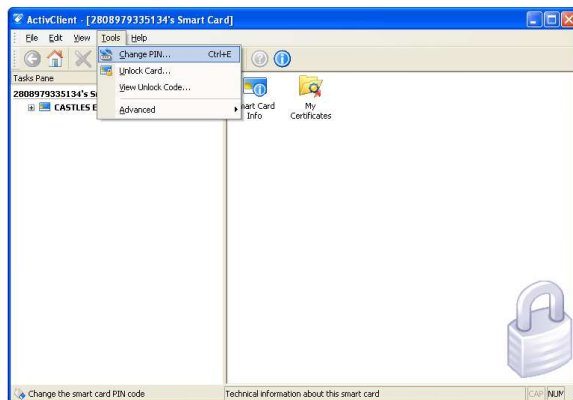 ActivClient - [2808979335134's Smart Card]
File Edit View Tools Help
Change PIN... Ctrl+E
Unlock Card...
View Unlock Code...
Advanced
Tasks Pane
2808979335134's S
CASTLES E
art Card
Info
My
Certificates
Change the smart card PIN code
Technical information about this smart card
CAP NUM